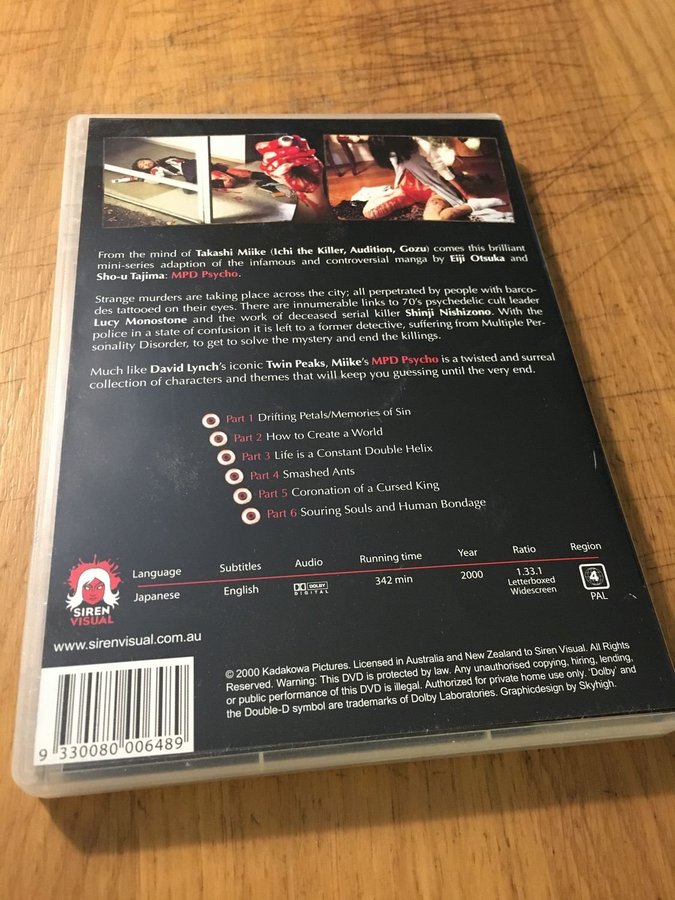 From the mind of Takashi Miike (Ichi the Killer, Audition, Gozu) comes this brilliant
mini-series adaption of the infamous and controversial manga by Eiji Otsuka and
Sho-u Tajima: MPD Psycho.
Strange murders are taking place across the city; all perpetrated by people with barco-
des tattooed on their eyes. There are innumerable links to 70's psychedelic cult leader
Lucy Monostone and the work of deceased serial killer Shinji Nishizono. With the
police in a state of confusion it is left to a former detective, suffering from Multiple Per-
sonality Disorder, to get to solve the mystery and end the killings.
Much like David Lynch's iconic Twin Peaks, Miike's MPD Psycho is a twisted and surreal
collection of characters and themes that will keep you guessing until the very end.
Part 1 Drifting Petals/Memories of Sin
Part 2 How to Create a World
Part 3 Life is a Constant Double Helix
Part 4 Smashed Ants
Part 5 Coronation of a Cursed King
Part 6 Souring Souls and Human Bondage
Language Subtitles Audio Running time Year Ratio Region
Japanese English DOLBY DIGITAL 342 min 2000 1.33.1 4
Letterboxed
Widescreen
PAL
SIREN
VISUAL
www.sirenvisual.com.au
© 2000 Kadakowa Pictures. Licensed in Australia and New Zealand to Siren Visual. All Rights
Reserved. Warning: This DVD is protected by law. Any unauthorised copying, hiring, lending,
or public performance of this DVD is illegal. Authorized for private home use only. 'Dolby' and
the Double-D symbol are trademarks of Dolby Laboratories. Graphicdesign by Skyhigh.
9 330080 006489